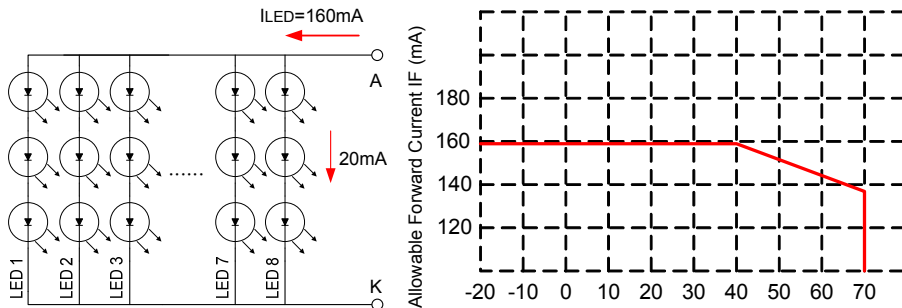 ILED=160mA
A
20mA
......
K
LED 1
LED 2
LED 3
LED 7
LED 8
Allowable Forward Current IF (mA)
180
160
140
120
-20 -10 0 10 20 30 40 50 60 70